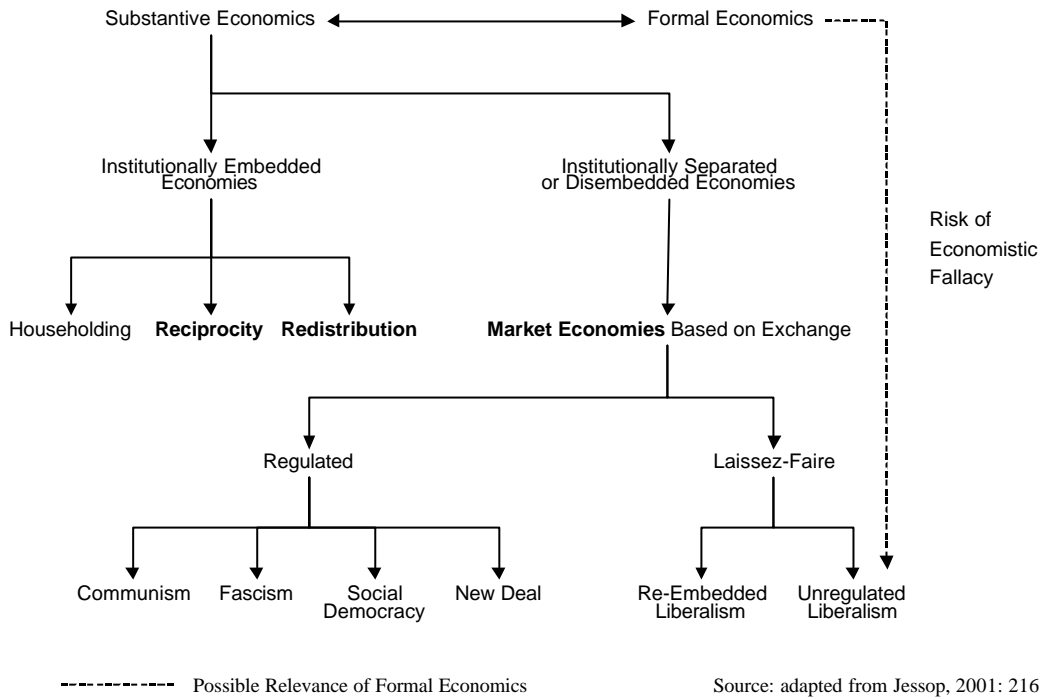 Substantive Economics
Formal Economics
Institutionally Embedded
Economies
Institutionally Separated
or Disembedded Economies
Risk of
Economistic
Fallacy
Householding
Reciprocity
Redistribution
Market Economies Based on Exchange
Regulated
Laissez-Faire
Communism
Fascism
Social
Democracy
New Deal
Re-Embedded
Liberalism
Unregulated
Liberalism
Possible Relevance of Formal Economics
Source: adapted from Jessop, 2001: 216